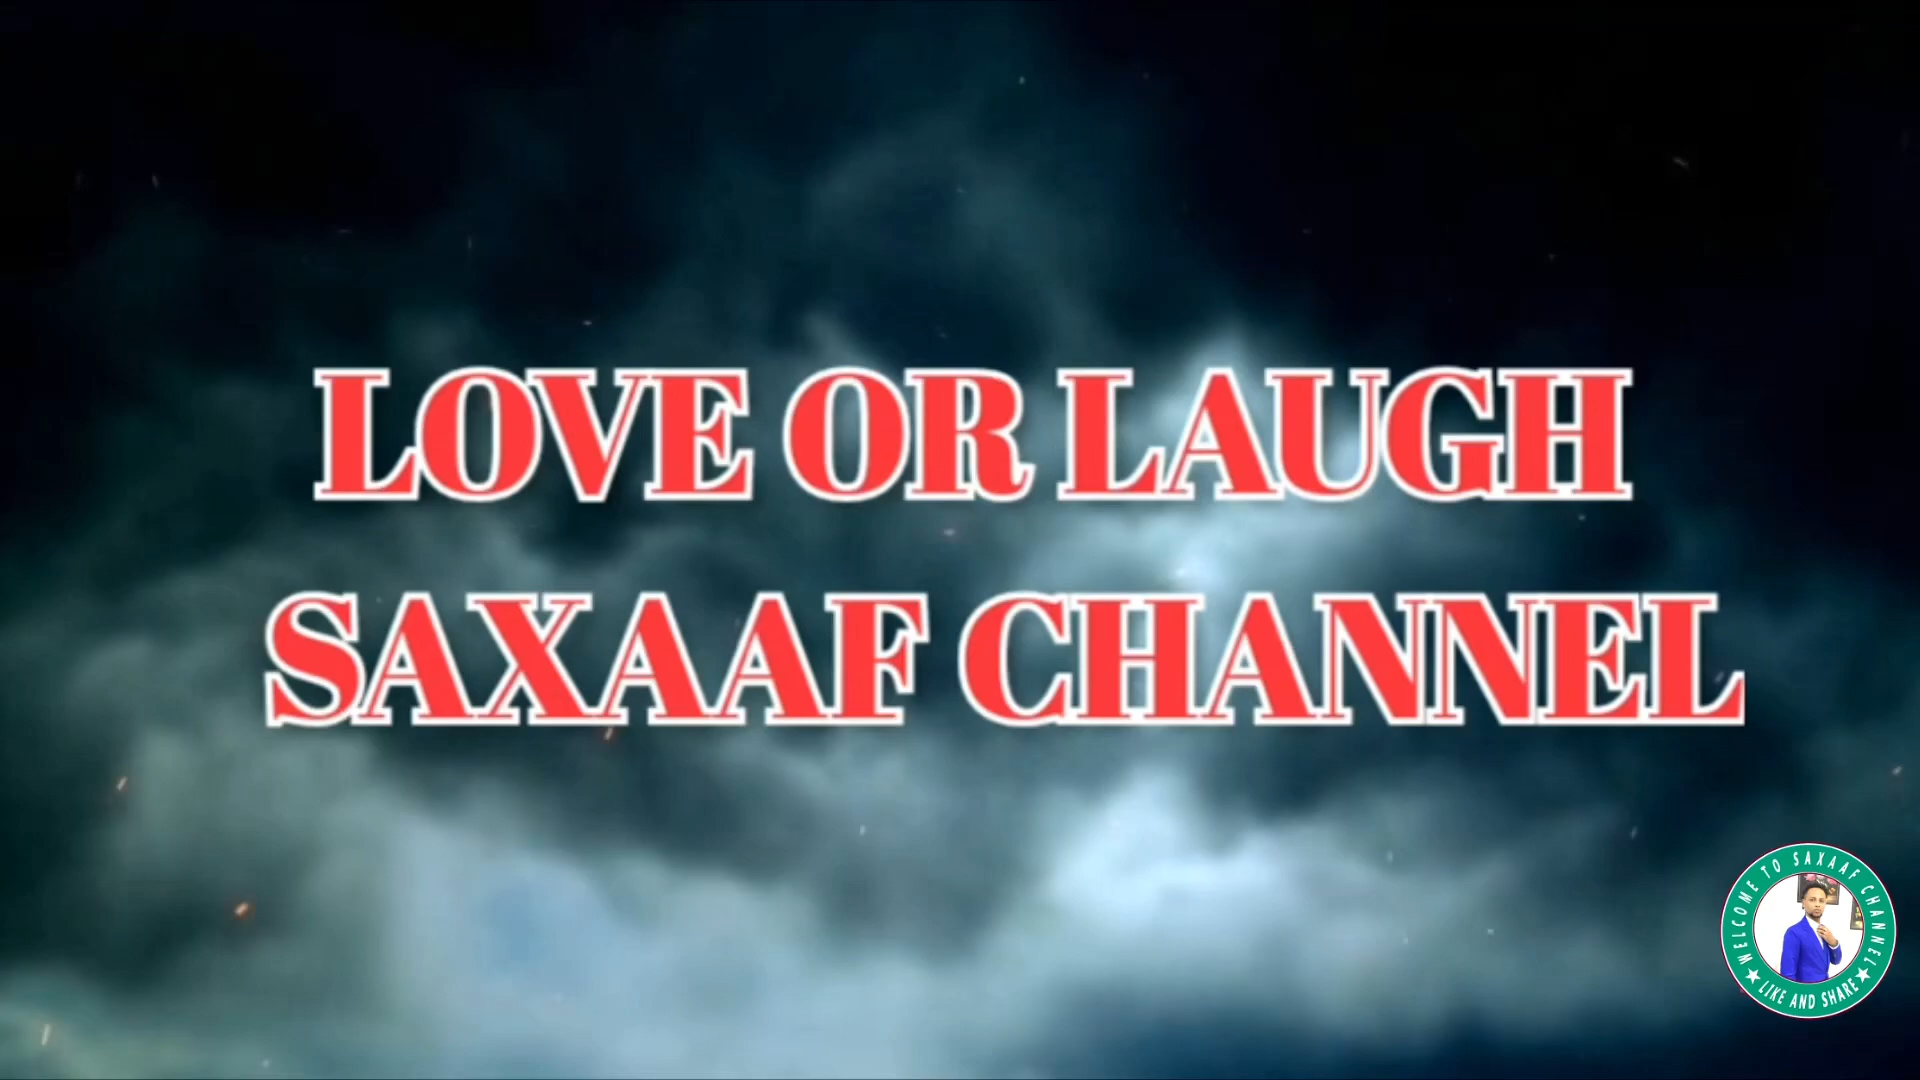 LOVE OR LAUGH
SAXAAF CHANNEL
WELCOME TO SAXAAF CHANNEL
LIKE AND SHARE